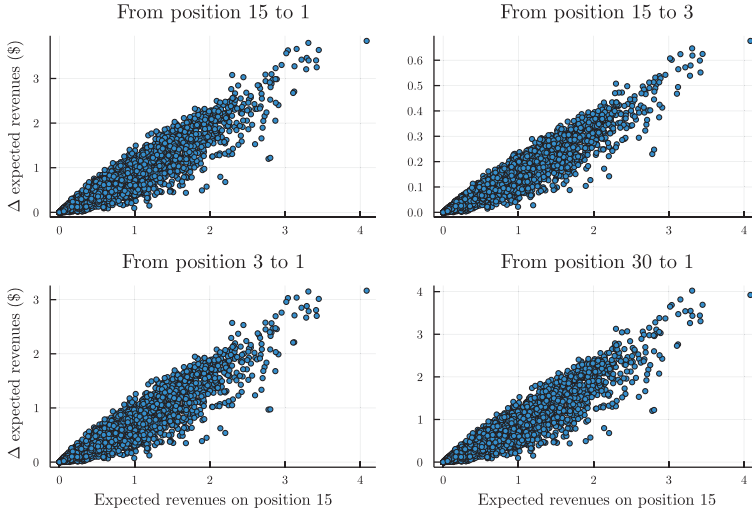 From position 15 to 1
From position 15 to 3
Δ expected revenues ($)
3
2
1
0
0 1 2 3 4
0.6
0.5
0.4
0.3
0.2
0.1
0.0
0 1 2 3 4
From position 3 to 1
From position 30 to 1
Δ expected revenues ($)
3
2
1
0
0 1 2 3 4
Expected revenues on position 15
4
3
2
1
0
0 1 2 3 4
Expected revenues on position 15